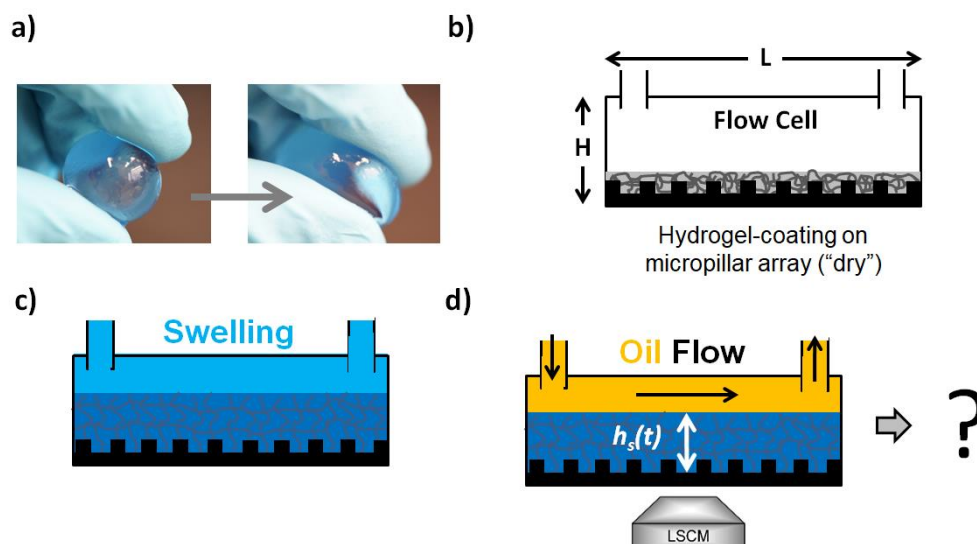 a)
b)
L
H
Flow Cell
Hydrogel-coating on
micropillar array ("dry")
c)
Swelling
d)
Oil Flow
hₛ(t)
?
LSCM